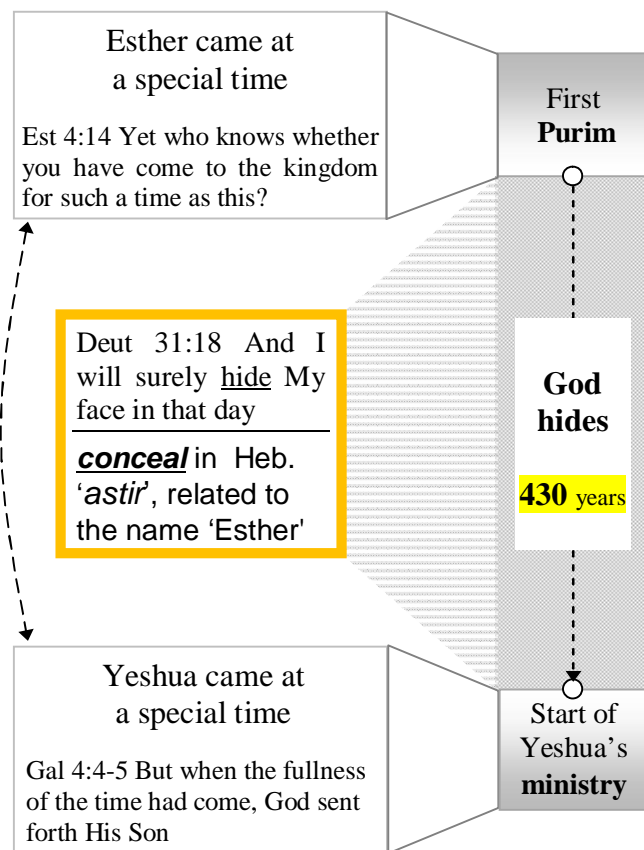 Esther came at
a special time
Est 4:14 Yet who knows whether
you have come to the kingdom
for such a time as this?
First
Purim
Deut 31:18 And I
will surely hide My
face in that day
conceal in Heb.
‘astir’, related to
the name ‘Esther'
God
hides
430 years
Yeshua came at
a special time
Gal 4:4-5 But when the fullness
of the time had come, God sent
forth His Son
Start of
Yeshua’s
ministry